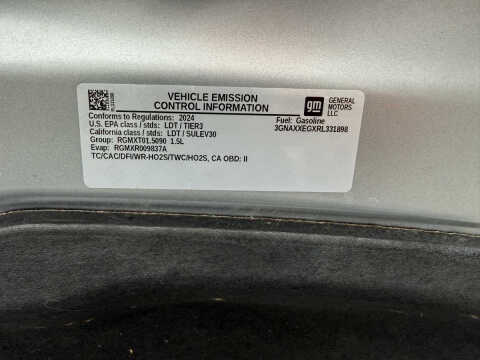 VEHICLE EMISSION
CONTROL INFORMATION
gm
GENERAL
MOTORS
LLC
Conforms to Regulations: 2024
Fuel: Gasoline
U.S. EPA class / stds: LDT / TIER3
3GNAXXEGXRL331898
California class / stds: LDT / SULEV30
Group: RGMXT01.5090 1.5L
Evap: RGMXR009837A
TC/CAC/DFI/WR-HO2S/TWC/HO2S, CA OBD: II